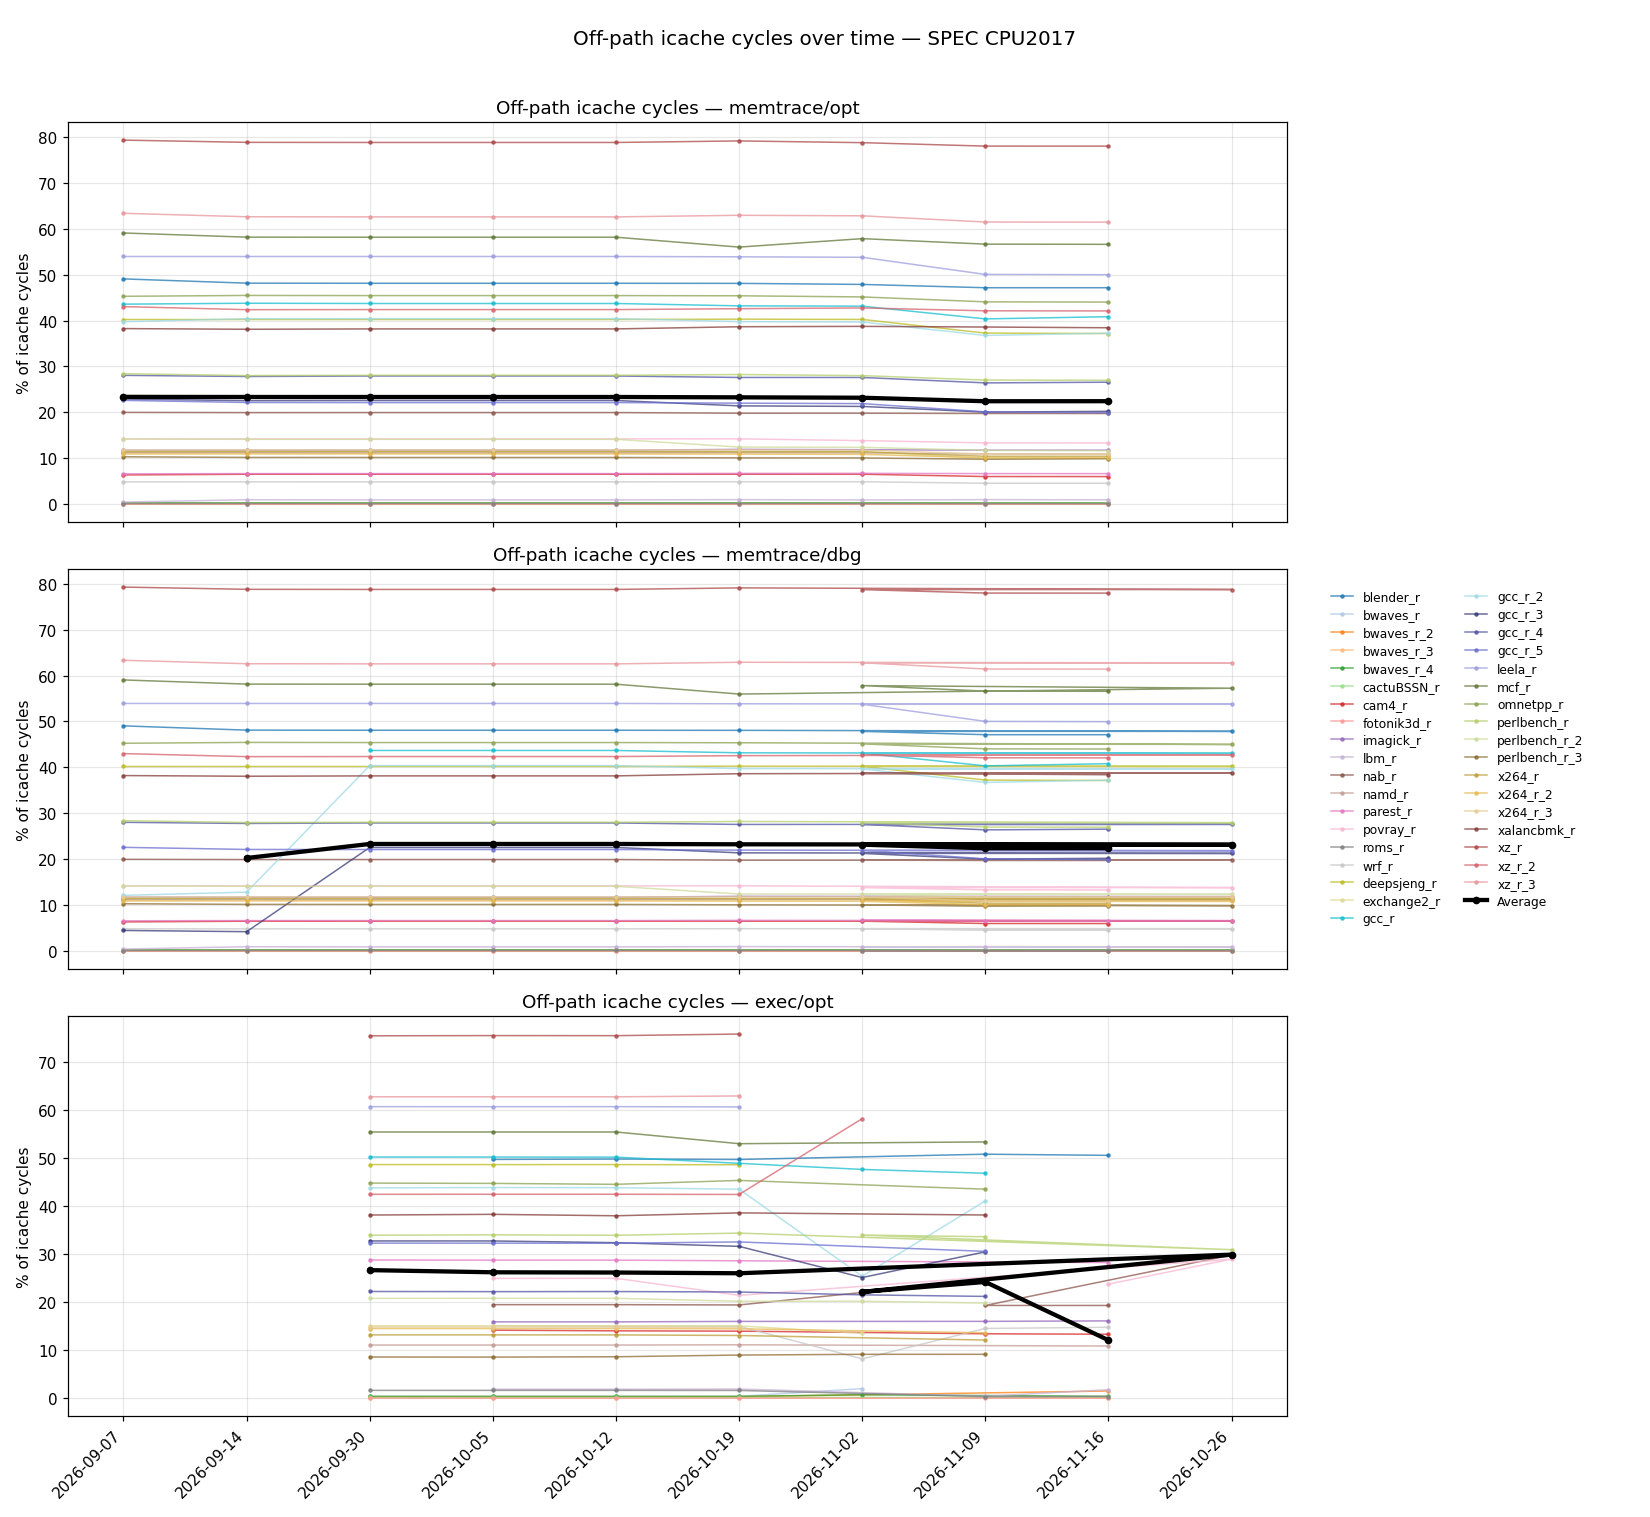 Off-path icache cycles over time — SPEC CPU2017
Off-path icache cycles — memtrace/opt
% of icache cycles
80
70
60
50
40
30
20
10
0
Off-path icache cycles — memtrace/dbg
% of icache cycles
80
70
60
50
40
30
20
10
0
blender_r
bwaves_r
bwaves_r_2
bwaves_r_3
bwaves_r_4
cactuBSSN_r
cam4_r
fotonik3d_r
imagick_r
lbm_r
nab_r
namd_r
parest_r
povray_r
roms_r
wrf_r
deepsjeng_r
exchange2_r
gcc_r
gcc_r_2
gcc_r_3
gcc_r_4
gcc_r_5
leela_r
mcf_r
omnetpp_r
perlbench_r
perlbench_r_2
perlbench_r_3
x264_r
x264_r_2
x264_r_3
xalancbmk_r
xz_r
xz_r_2
xz_r_3
Average
Off-path icache cycles — exec/opt
% of icache cycles
70
60
50
40
30
20
10
0
2026-09-07
2026-09-14
2026-09-30
2026-10-05
2026-10-12
2026-10-19
2026-11-02
2026-11-09
2026-11-16
2026-10-26